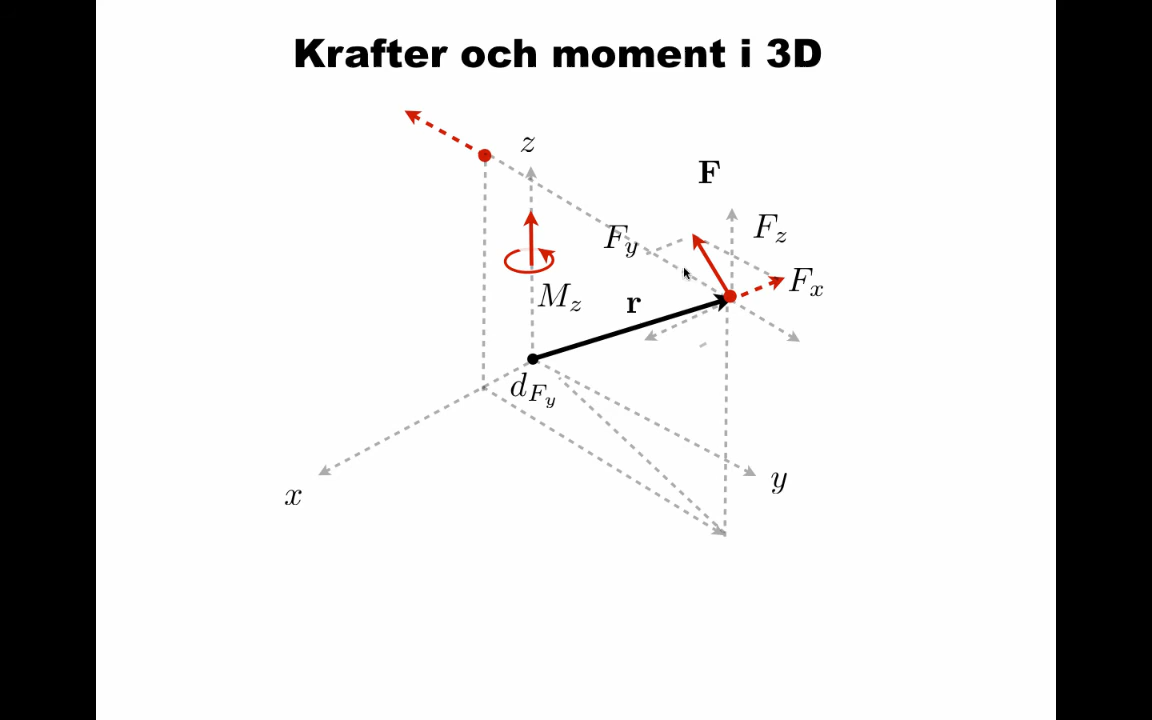 Krafter och moment i 3D
z
F
F_z
F_y
F_x
M_z
r
d_{F_y}
x
y